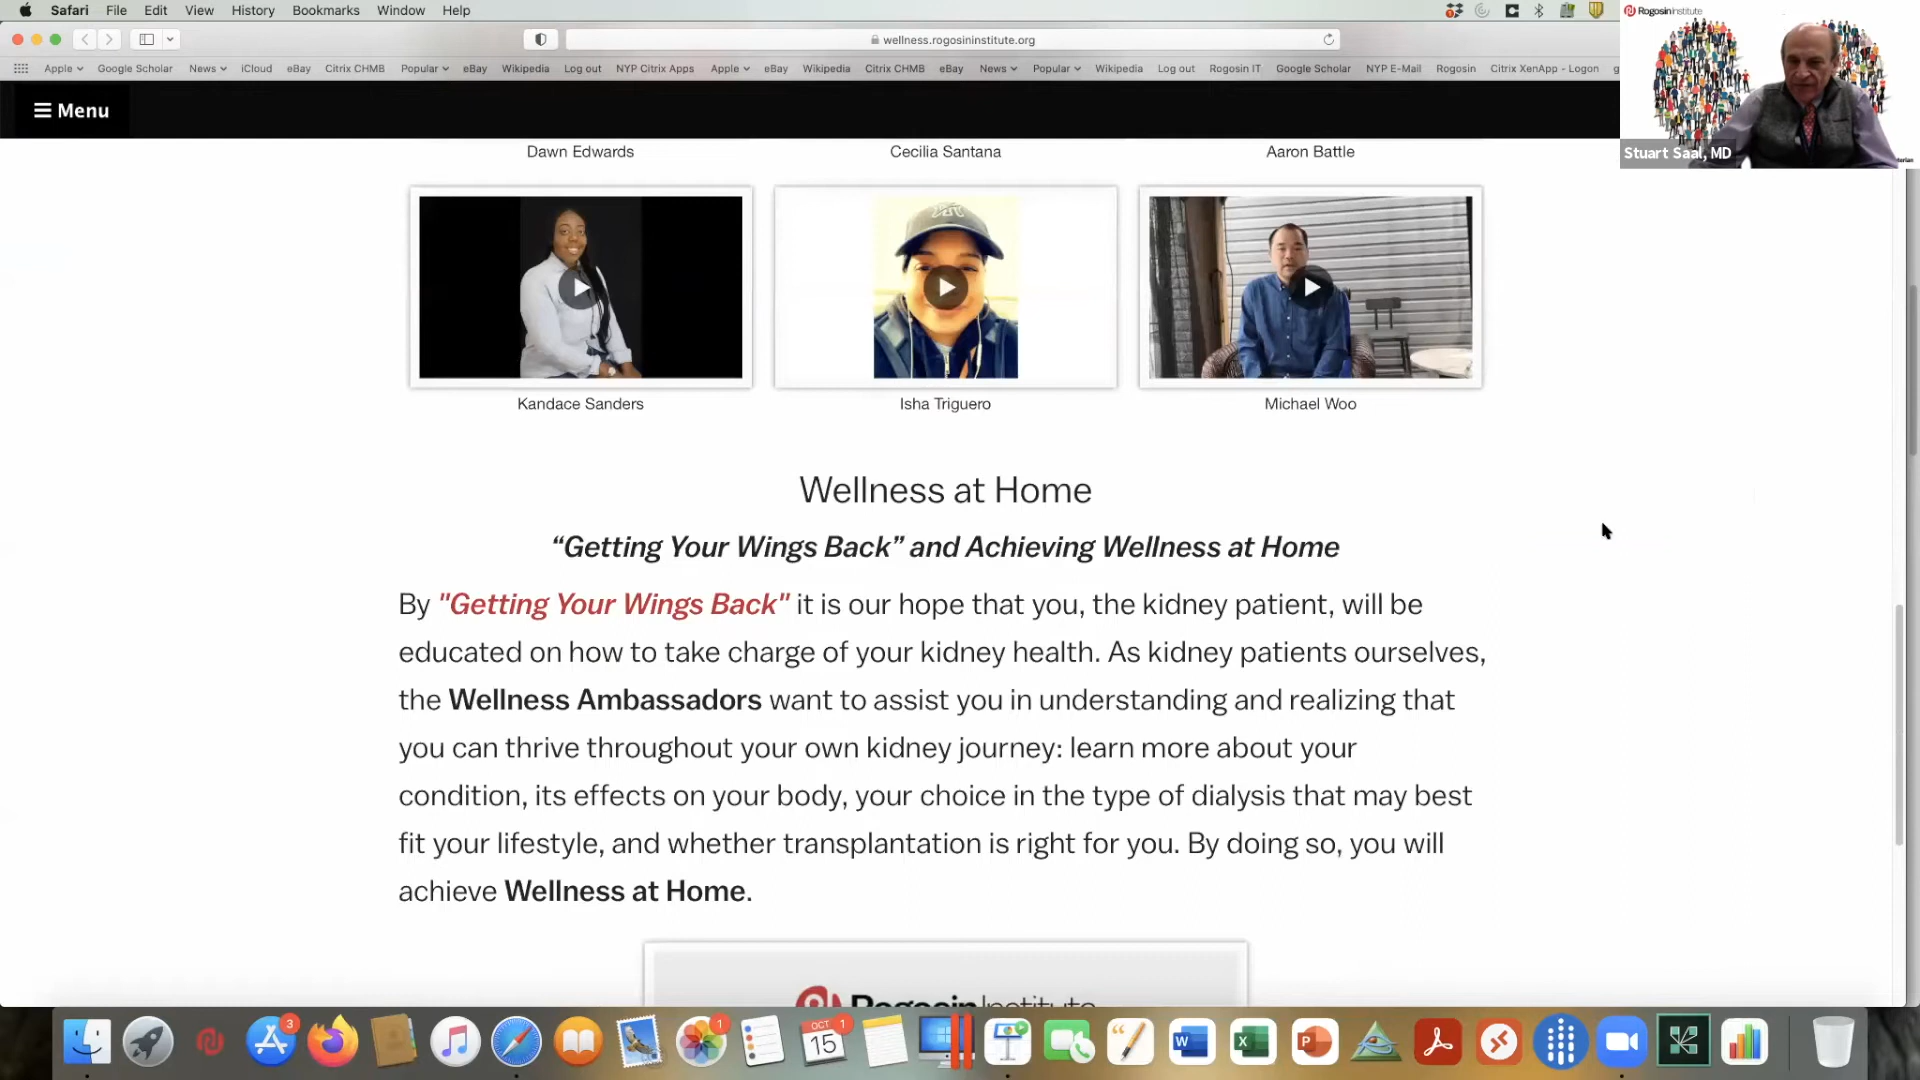 Safari File Edit View History Bookmarks Window Help
wellness.rogosininstitute.org
RogosinInstitute
Apple Google Scholar News iCloud eBay Citrix CHMB Popular eBay Wikipedia Log out NYP Citrix Apps Apple eBay Wikipedia Citrix CHMB eBay News Popular Wikipedia Log out Rogosin IT Google Scholar NYP E-Mail Rogosin Citrix XenApp - Logon
Menu
Stuart Saal, MD
Dawn Edwards Cecilia Santana Aaron Battle
Kandace Sanders Isha Triguero Michael Woo
Wellness at Home
“Getting Your Wings Back” and Achieving Wellness at Home
By "Getting Your Wings Back" it is our hope that you, the kidney patient, will be
educated on how to take charge of your kidney health. As kidney patients ourselves,
the Wellness Ambassadors want to assist you in understanding and realizing that
you can thrive throughout your own kidney journey: learn more about your
condition, its effects on your body, your choice in the type of dialysis that may best
fit your lifestyle, and whether transplantation is right for you. By doing so, you will
achieve Wellness at Home.
Rogosin Institute
3 1 OCT 1 15 W X P